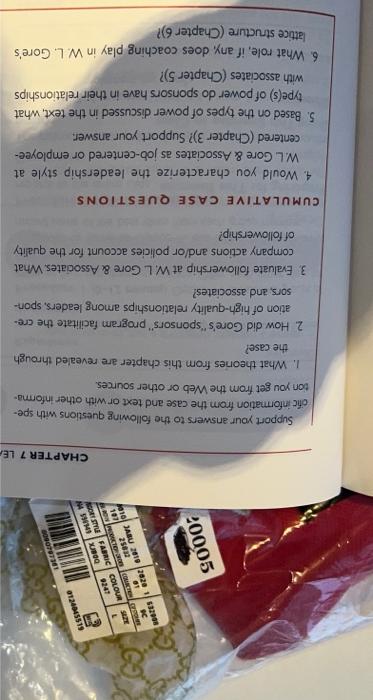 CHAPTER 7
Support your answers to the following questions with spe-
cific information from the case and text or with other informa-
tion you get from the Web or other sources.
1. What theories from this chapter are revealed through
the case?
2. How did Gore's "sponsors" program facilitate the cre-
ation of high-quality relationships among leaders, spon-
sors, and associates?
3. Evaluate followership at W. L. Gore & Associates. What
company actions and/or policies account for the quality
of followership?
CUMULATIVE CASE QUESTIONS
4. Would you characterize the leadership style at
W. L. Gore & Associates as job-centered or employee-
centered (Chapter 3)? Support your answer.
5. Based on the types of power discussed in the text, what
type(s) of power do sponsors have in their relationships
with associates (Chapter 5)?
6. What role, if any, does coaching play in W. L. Gore's
lattice structure (Chapter 6)?
20005
FABRIC
COLOUR
SIZE
XJBOQ
9247
L